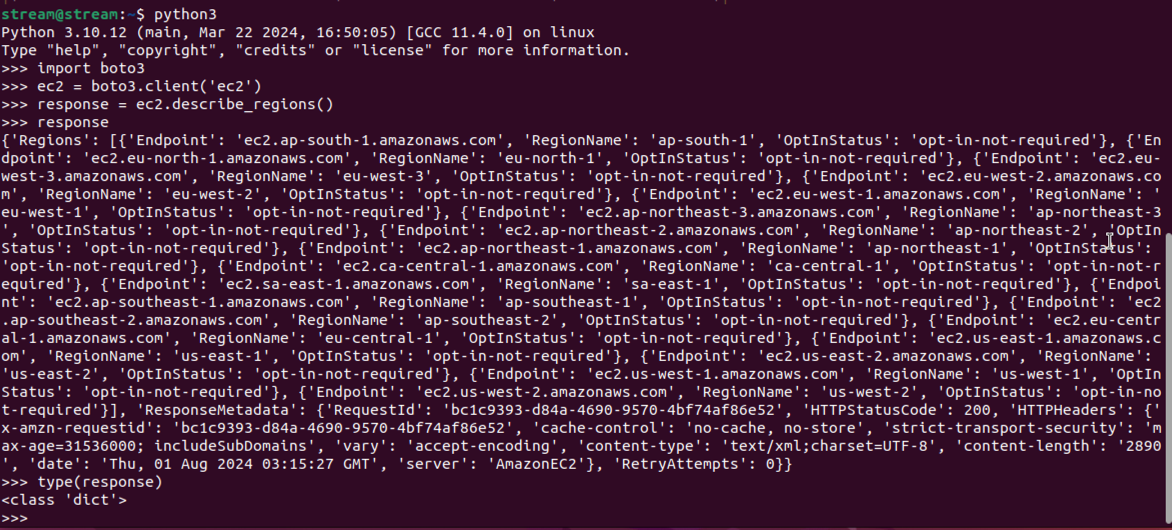 stream@stream:~$ python3
Python 3.10.12 (main, Mar 22 2024, 16:50:05) [GCC 11.4.0] on linux
Type "help", "copyright", "credits" or "license" for more information.
>>> import boto3
>>> ec2 = boto3.client('ec2')
>>> response = ec2.describe_regions()
>>> response
{'Regions': [{'Endpoint': 'ec2.ap-south-1.amazonaws.com', 'RegionName': 'ap-south-1', 'OptInStatus': 'opt-in-not-required'}, {'En
dpoint': 'ec2.eu-north-1.amazonaws.com', 'RegionName': 'eu-north-1', 'OptInStatus': 'opt-in-not-required'}, {'Endpoint': 'ec2.eu-
west-3.amazonaws.com', 'RegionName': 'eu-west-3', 'OptInStatus': 'opt-in-not-required'}, {'Endpoint': 'ec2.eu-west-2.amazonaws.co
m', 'RegionName': 'eu-west-2', 'OptInStatus': 'opt-in-not-required'}, {'Endpoint': 'ec2.eu-west-1.amazonaws.com', 'RegionName': '
eu-west-1', 'OptInStatus': 'opt-in-not-required'}, {'Endpoint': 'ec2.ap-northeast-3.amazonaws.com', 'RegionName': 'ap-northeast-3
', 'OptInStatus': 'opt-in-not-required'}, {'Endpoint': 'ec2.ap-northeast-2.amazonaws.com', 'RegionName': 'ap-northeast-2', 'OptIn
Status': 'opt-in-not-required'}, {'Endpoint': 'ec2.ap-northeast-1.amazonaws.com', 'RegionName': 'ap-northeast-1', 'OptInStatus':
'opt-in-not-required'}, {'Endpoint': 'ec2.ca-central-1.amazonaws.com', 'RegionName': 'ca-central-1', 'OptInStatus': 'opt-in-not-r
equired'}, {'Endpoint': 'ec2.sa-east-1.amazonaws.com', 'RegionName': 'sa-east-1', 'OptInStatus': 'opt-in-not-required'}, {'Endpoi
nt': 'ec2.ap-southeast-1.amazonaws.com', 'RegionName': 'ap-southeast-1', 'OptInStatus': 'opt-in-not-required'}, {'Endpoint': 'ec2
.ap-southeast-2.amazonaws.com', 'RegionName': 'ap-southeast-2', 'OptInStatus': 'opt-in-not-required'}, {'Endpoint': 'ec2.eu-centr
al-1.amazonaws.com', 'RegionName': 'eu-central-1', 'OptInStatus': 'opt-in-not-required'}, {'Endpoint': 'ec2.us-east-1.amazonaws.c
om', 'RegionName': 'us-east-1', 'OptInStatus': 'opt-in-not-required'}, {'Endpoint': 'ec2.us-east-2.amazonaws.com', 'RegionName':
'us-east-2', 'OptInStatus': 'opt-in-not-required'}, {'Endpoint': 'ec2.us-west-1.amazonaws.com', 'RegionName': 'us-west-1', 'OptIn
Status': 'opt-in-not-required'}, {'Endpoint': 'ec2.us-west-2.amazonaws.com', 'RegionName': 'us-west-2', 'OptInStatus': 'opt-in-no
t-required'}], 'ResponseMetadata': {'RequestId': 'bc1c9393-d84a-4690-9570-4bf74af86e52', 'HTTPStatusCode': 200, 'HTTPHeaders': {'
x-amzn-requestid': 'bc1c9393-d84a-4690-9570-4bf74af86e52', 'cache-control': 'no-cache, no-store', 'strict-transport-security': 'm
ax-age=31536000; includeSubDomains', 'vary': 'accept-encoding', 'content-type': 'text/xml;charset=UTF-8', 'content-length': '2890
', 'date': 'Thu, 01 Aug 2024 03:15:27 GMT', 'server': 'AmazonEC2'}, 'RetryAttempts': 0}}
>>> type(response)
<class 'dict'>
>>>